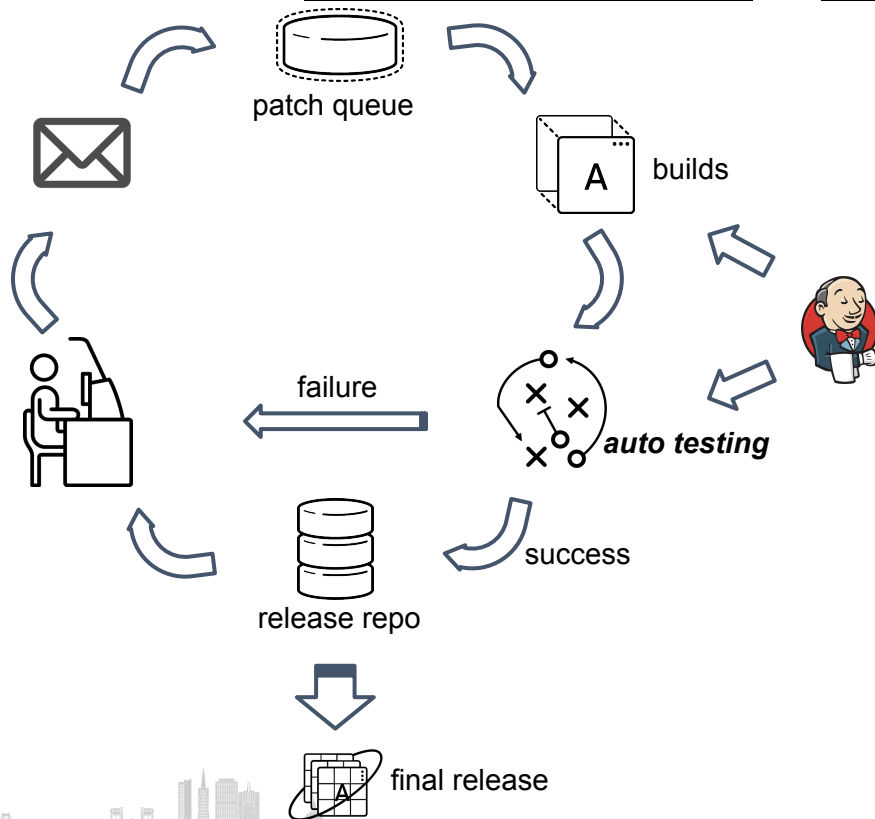 patch queue
A
builds
failure
auto testing
success
release repo
A
final release